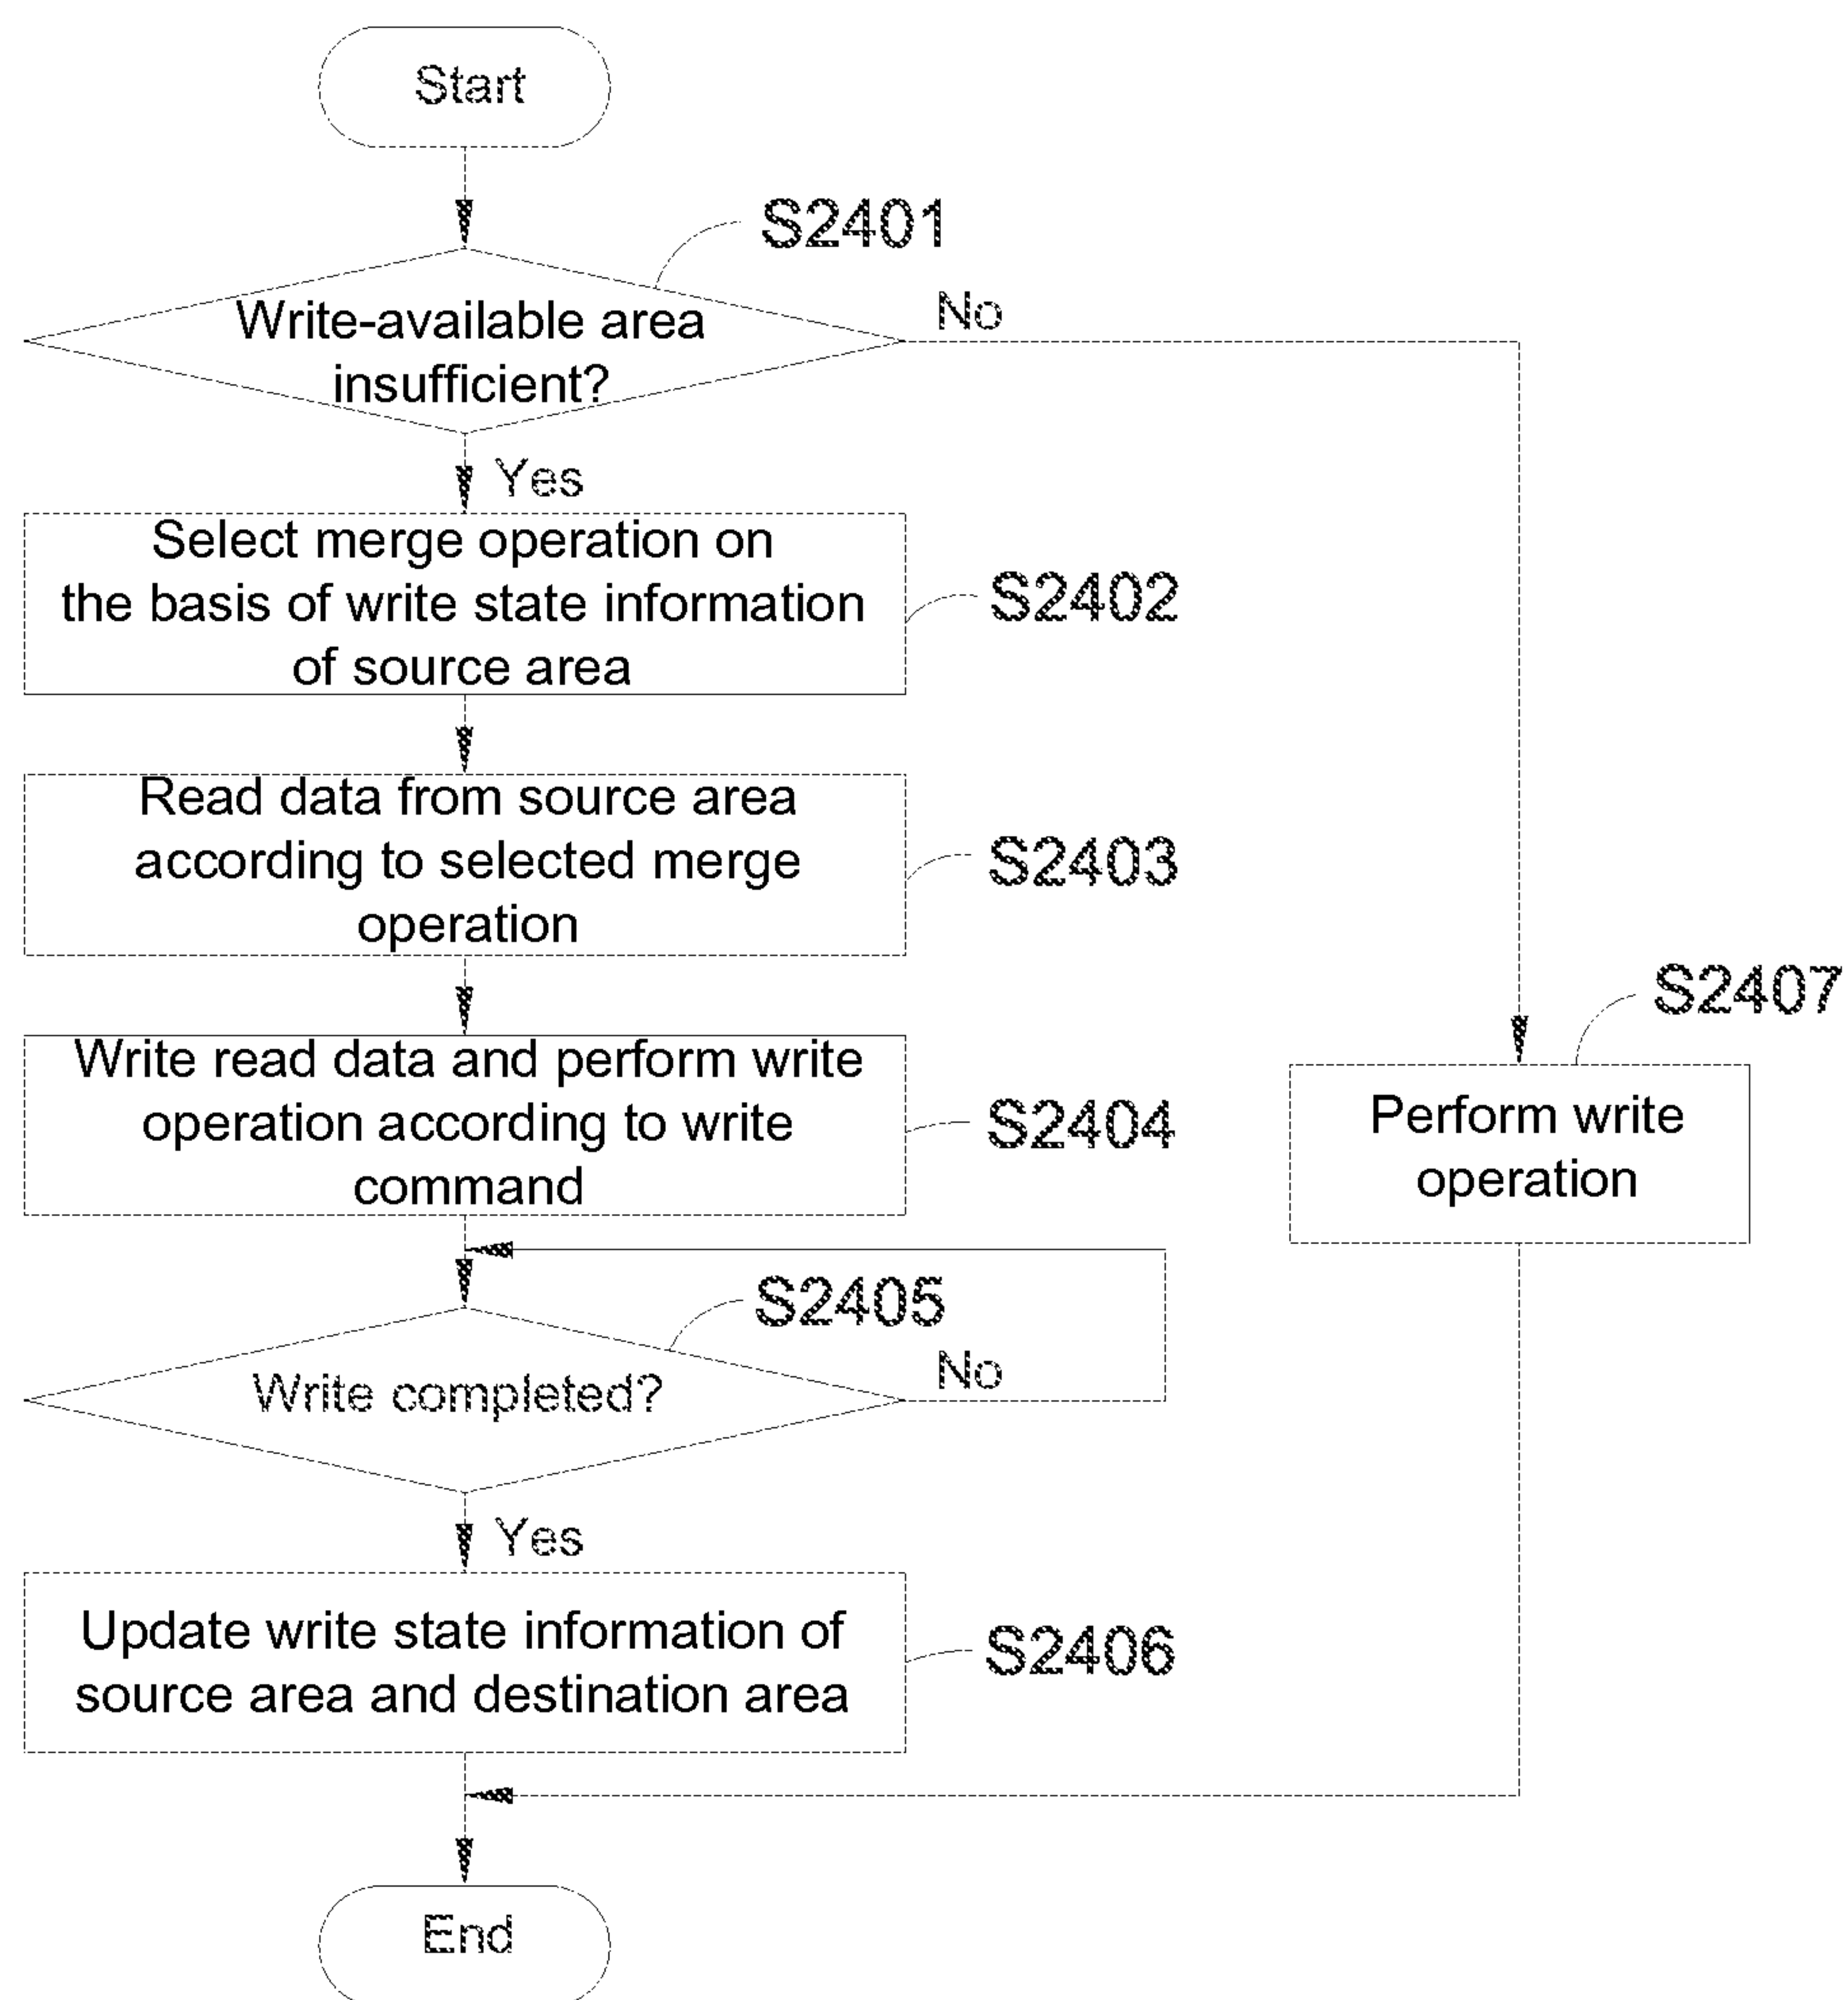 Start
S2401
Write-available area
insufficient?
No
Yes
Select merge operation on
the basis of write state information
of source area
S2402
Read data from source area
according to selected merge
operation
S2403
Write read data and perform write
operation according to write
command
S2404
S2407
Perform write
operation
S2405
Write completed?
No
Yes
Update write state information of
source area and destination area
S2406
End